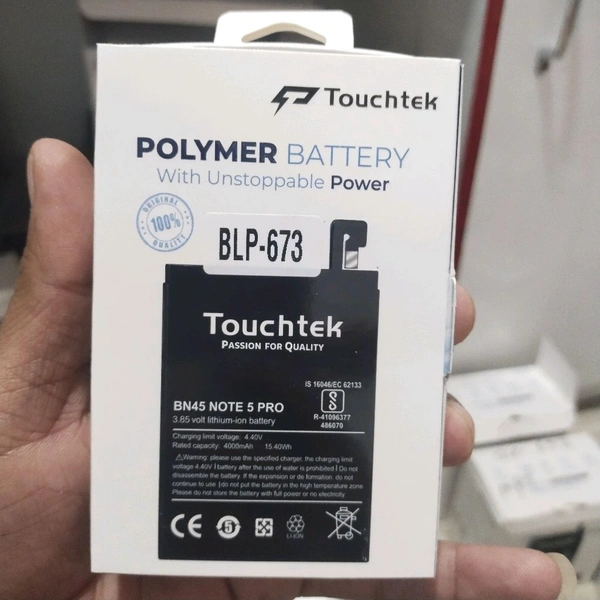 Touchtek
POLYMER BATTERY
With Unstoppable Power
ORIGINAL
100%
QUALITY
BLP-673
Touchtek
PASSION FOR QUALITY
IS 16046/EC 62133
BN45 NOTE 5 PRO
3.85 volt lithium-ion battery
R-41096377
486070
Charging limit voltage: 4.40V
Rated capacity: 4000mAh 15.40Wh
⚠Warning: please use the specified charger, the charging limit
voltage 4.40V | battery after the use of water is prohibited | Do not
disassemble the battery. If the expansion or de formation. do not
continue to use | do not put the battery in the high temperature zone
Please do not store the battery with full power or no electricity
CE
5
LI-ION